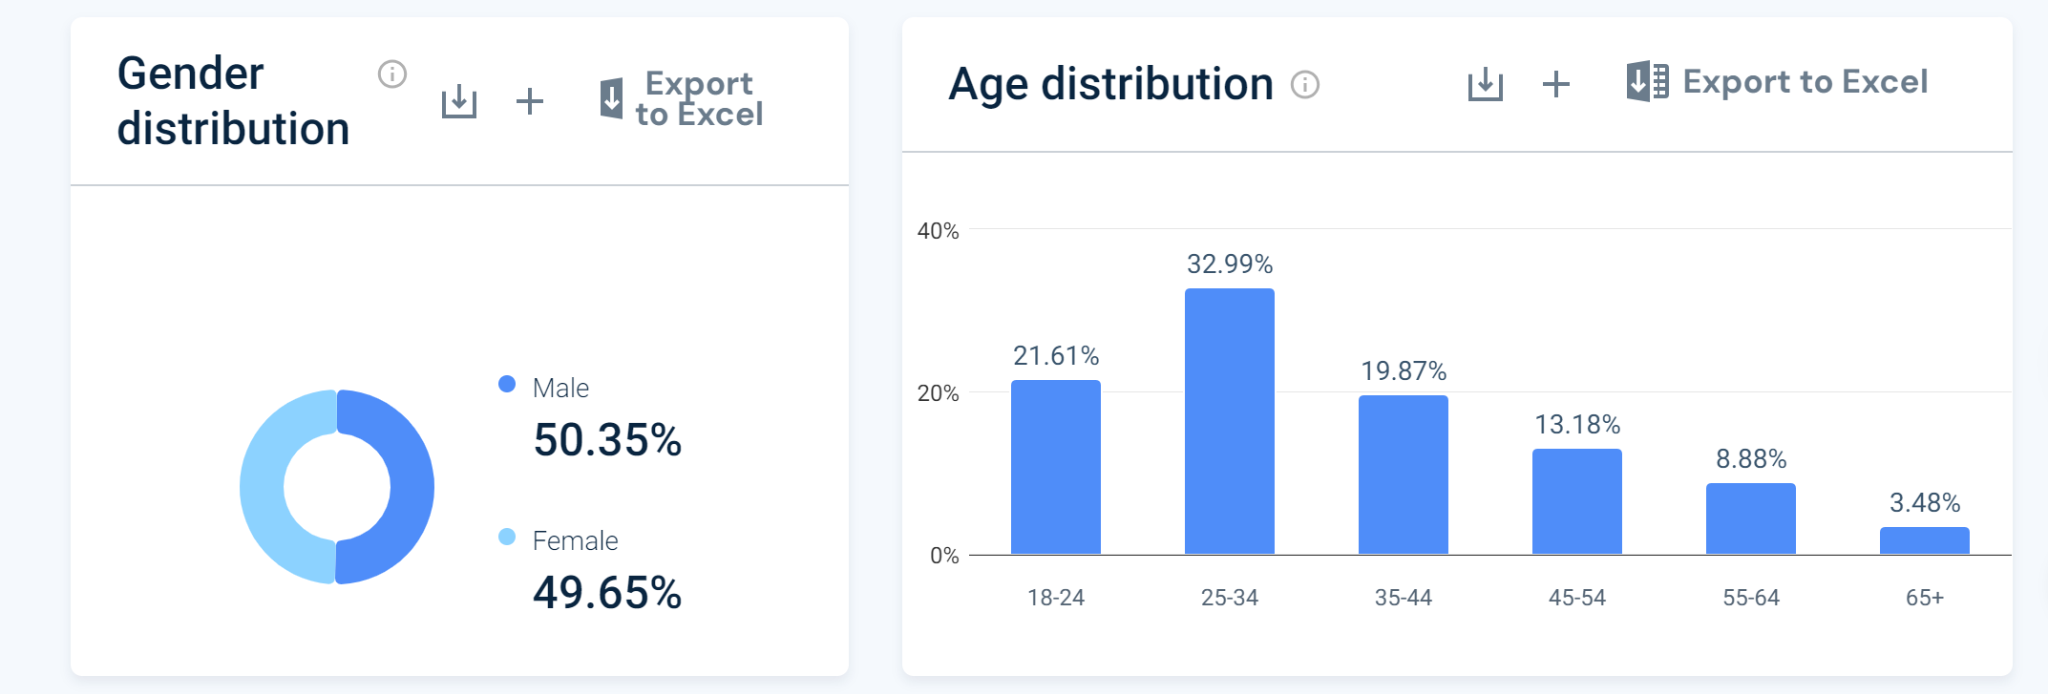 Gender
distribution
Export
to Excel
Male
50.35%
Female
49.65%
Age distribution
Export to Excel
40%
20%
0%
21.61%
32.99%
19.87%
13.18%
8.88%
3.48%
18-24
25-34
35-44
45-54
55-64
65+